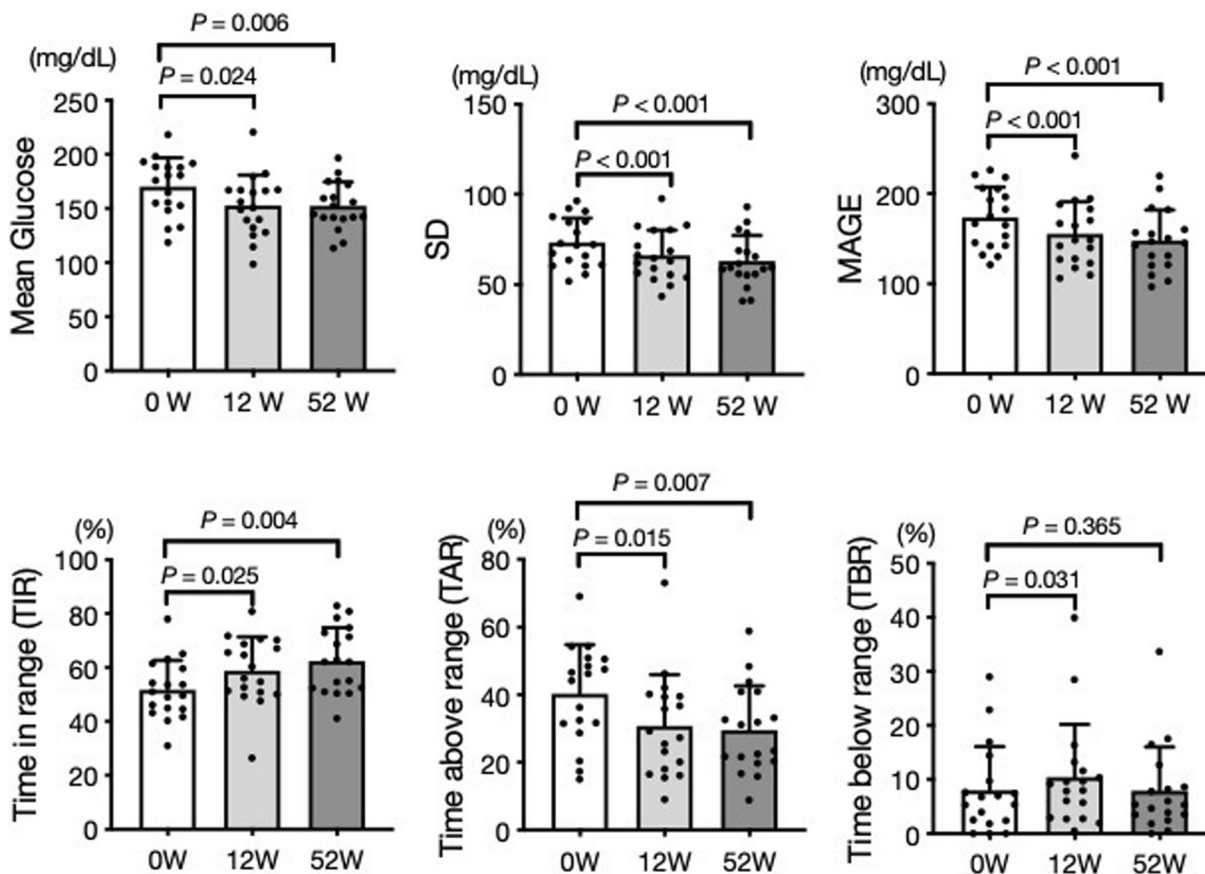 P = 0.006
(mg/dL)
P = 0.024
250
200
150
100
50
0
Mean Glucose
0 W 12 W 52 W
(mg/dL)
P < 0.001
P < 0.001
150
100
50
0
SD
0 W 12 W 52 W
(mg/dL)
P < 0.001
P < 0.001
300
200
100
0
MAGE
0 W 12 W 52 W
(%)
P = 0.004
P = 0.025
100
80
60
40
20
0
Time in range (TIR)
0W 12W 52W
P = 0.007
(%)
P = 0.015
80
60
40
20
0
Time above range (TAR)
0W 12W 52W
(%)
P = 0.365
P = 0.031
50
40
30
20
10
0
Time below range (TBR)
0W 12W 52W